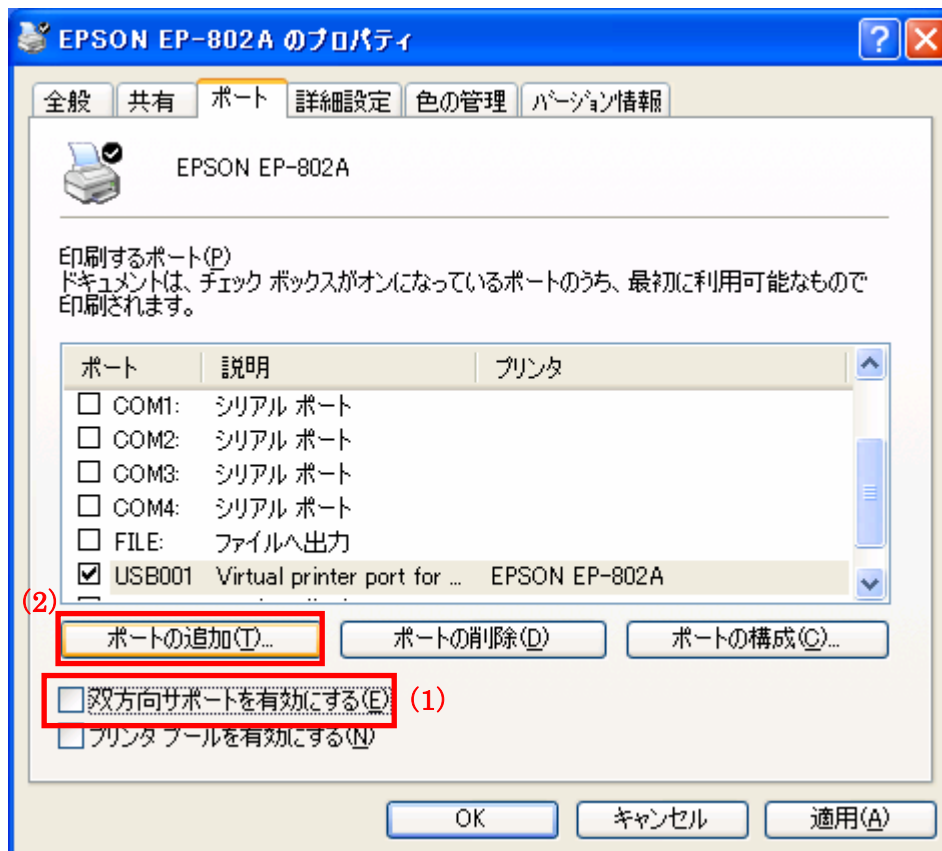 EPSON EP-802A のプロパティ
全般 共有 ポート 詳細設定 色の管理 バージョン情報
EPSON EP-802A
印刷するポート(P)
ドキュメントは、チェック ボックスがオンになっているポートのうち、最初に利用可能なもので
印刷されます。
ポート 説明 プリンタ
COM1: シリアル ポート
COM2: シリアル ポート
COM3: シリアル ポート
COM4: シリアル ポート
FILE: ファイルへ出力
USB001 Virtual printer port for ... EPSON EP-802A
(2)
ポートの追加(T)... ポートの削除(D) ポートの構成(C)...
双方向サポートを有効にする(E) (1)
プリンタ プールを有効にする(N)
OK キャンセル 適用(A)